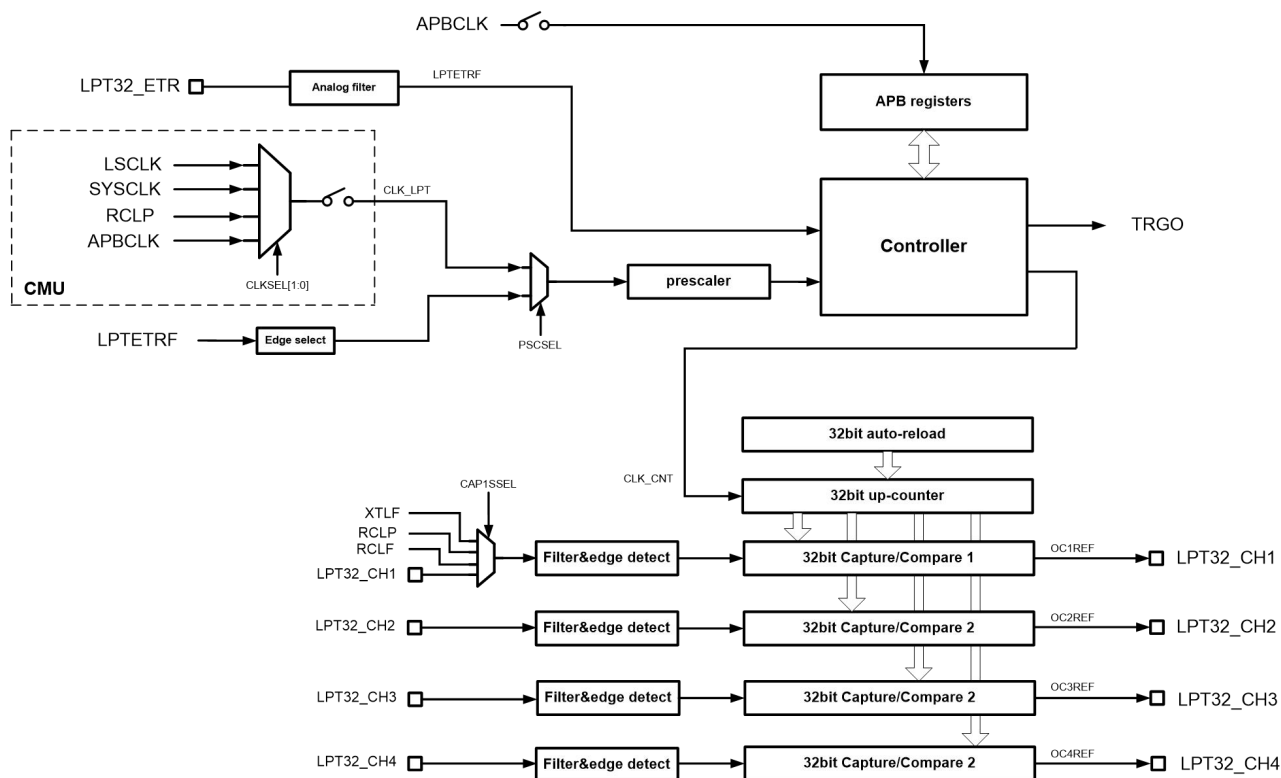 APBCLK
LPT32_ETR
Analog filter
LPTETRF
APB registers
LSCLK
SYSCLK
RCLP
APBCLK
CLK_LPT
CLKSEL[1:0]
CMU
Controller
TRGO
prescaler
LPTETRF
Edge select
PSCSEL
32bit auto-reload
CLK_CNT
32bit up-counter
CAP1SSEL
XTLF
RCLP
RCLF
LPT32_CH1
Filter&edge detect
32bit Capture/Compare 1
OC1REF
LPT32_CH1
LPT32_CH2
Filter&edge detect
32bit Capture/Compare 2
OC2REF
LPT32_CH2
LPT32_CH3
Filter&edge detect
32bit Capture/Compare 2
OC3REF
LPT32_CH3
LPT32_CH4
Filter&edge detect
32bit Capture/Compare 2
OC4REF
LPT32_CH4